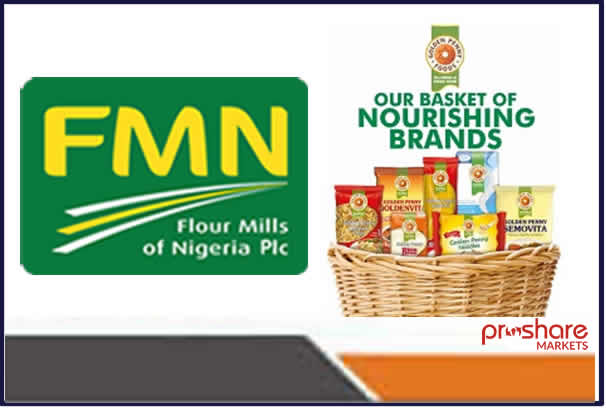 FMN
Flour Mills
of Nigeria Plc
GOLDEN PENNY
FOODS
OUR BASKET OF
NOURISHING
BRANDS
GOLDEN PENNY
GOLDENVITA
GOLDEN PENNY
SEMOVITA
Golden Penny
Noodles
proshare
MARKETS